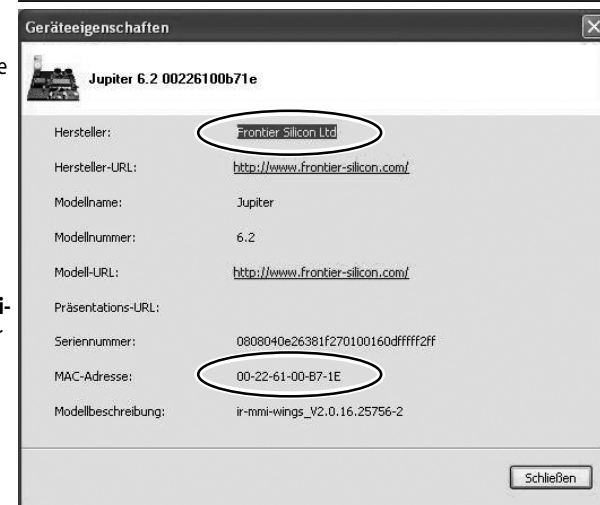 Geräteeigenschaften
e
Jupiter 6.2 00226100b71e
Hersteller: Frontier Silicon Ltd
Hersteller-URL: http://www.frontier-silicon.com/
Modellname: Jupiter
Modellnummer: 6.2
Modell-URL: http://www.frontier-silicon.com/
i-
Präsentations-URL:
r
Seriennummer: 0808040e26381f270100160dfffff2ff
MAC-Adresse: 00-22-61-00-B7-1E
Modellbeschreibung: ir-mmi-wings_V2.0.16.25756-2
Schließen